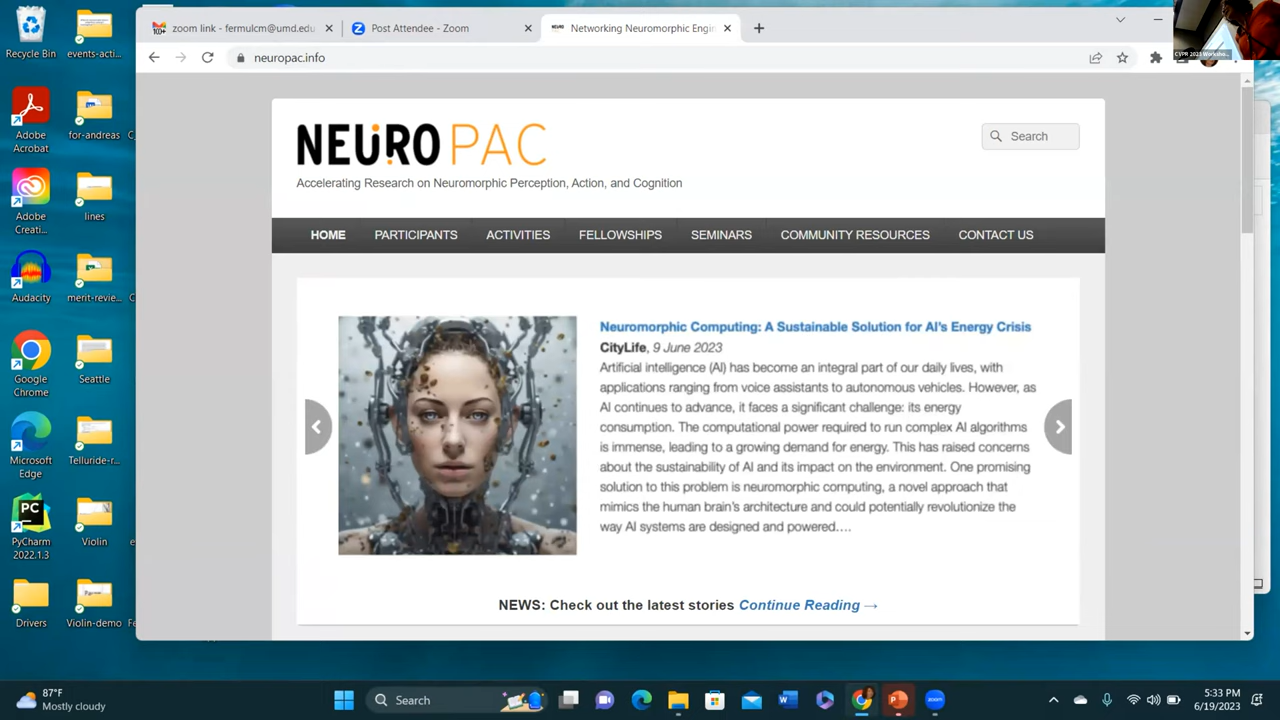 zoom link - fermulcm@umd.edu
Post Attendee - Zoom
Networking Neuromorphic Engin
neuropac.info
CVPR 2023 Worksho...
Recycle Bin
events-acti...
Adobe Acrobat
for-andreas
Adobe Creati...
lines
Audacity
merit-revie...
Google Chrome
Seattle
Microsoft Edge
Telluride-r...
PyCharm 2022.1.3
Violin
Drivers
Violin-demo
NEURO PAC
Accelerating Research on Neuromorphic Perception, Action, and Cognition
Search
HOME PARTICIPANTS ACTIVITIES FELLOWSHIPS SEMINARS COMMUNITY RESOURCES CONTACT US
Neuromorphic Computing: A Sustainable Solution for AI's Energy Crisis
CityLife, 9 June 2023
Artificial intelligence (AI) has become an integral part of our daily lives, with
applications ranging from voice assistants to autonomous vehicles. However, as
AI continues to advance, it faces a significant challenge: its energy
consumption. The computational power required to run complex AI algorithms
is immense, leading to a growing demand for energy. This has raised concerns
about the sustainability of AI and its impact on the environment. One promising
solution to this problem is neuromorphic computing, a novel approach that
mimics the human brain's architecture and could potentially revolutionize the
way AI systems are designed and powered....
NEWS: Check out the latest stories Continue Reading →
87°F
Mostly cloudy
Search
5:33 PM
6/19/2023